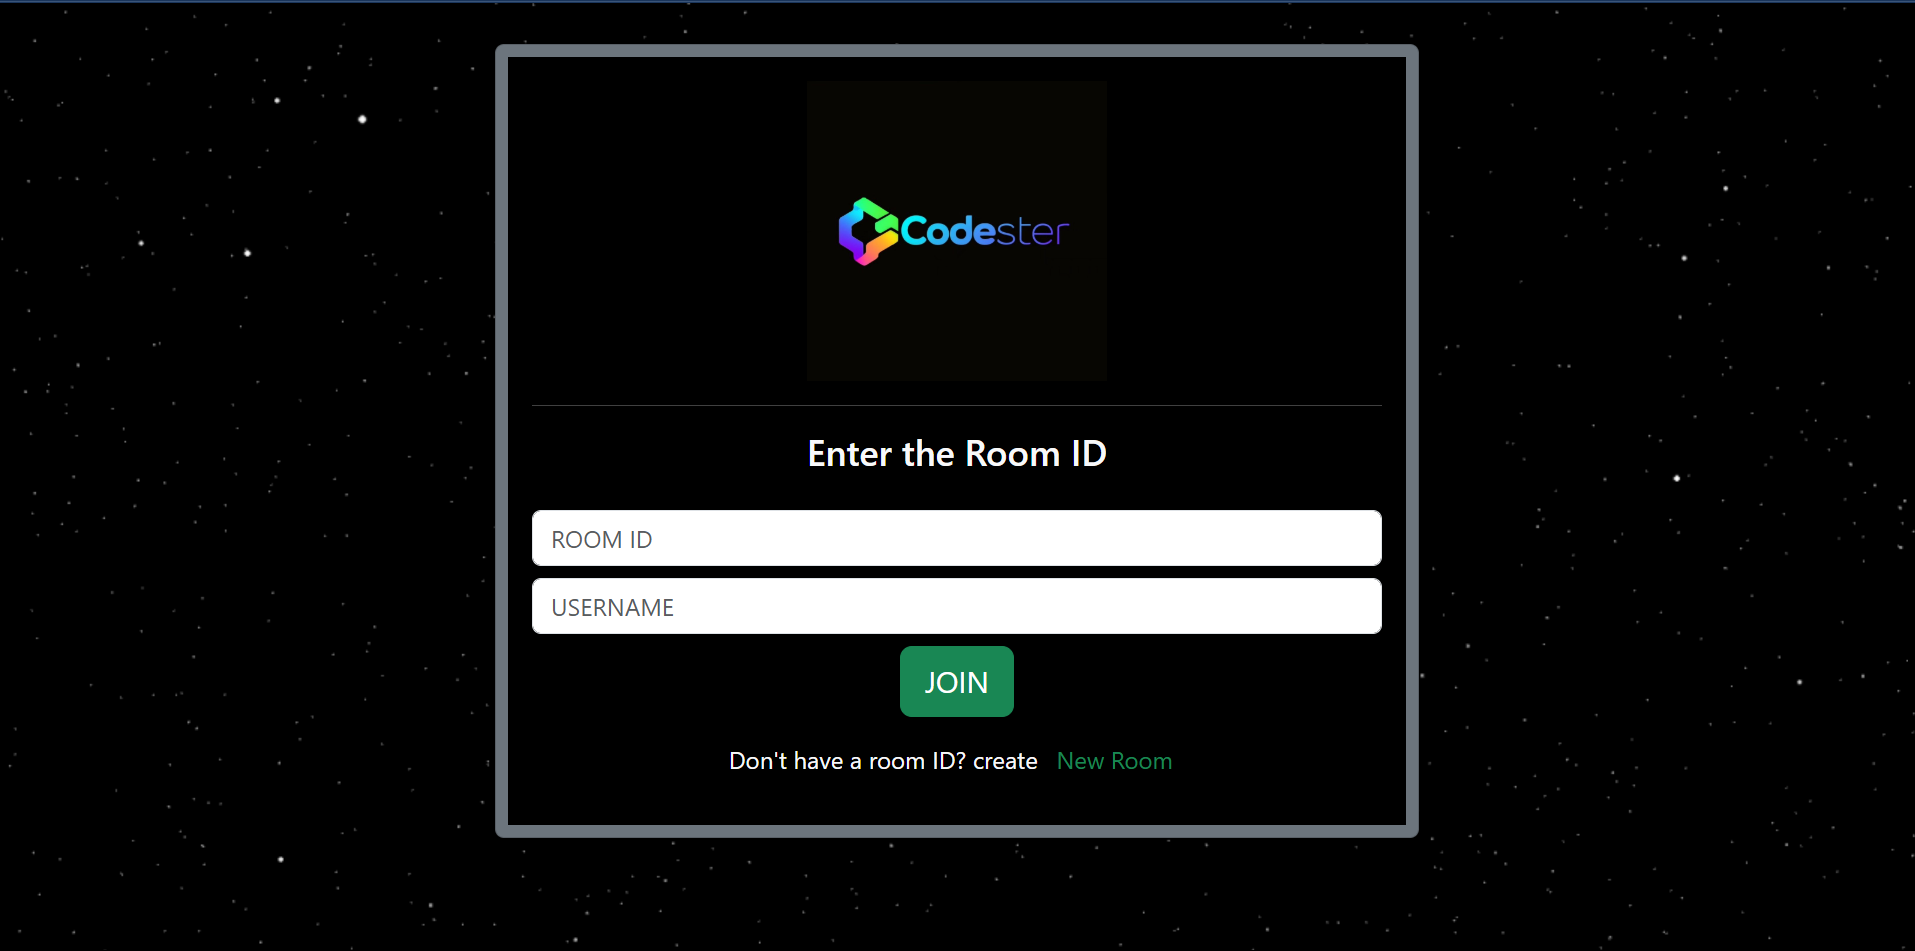 Codester
Enter the Room ID
ROOM ID
USERNAME
JOIN
Don't have a room ID? create New Room